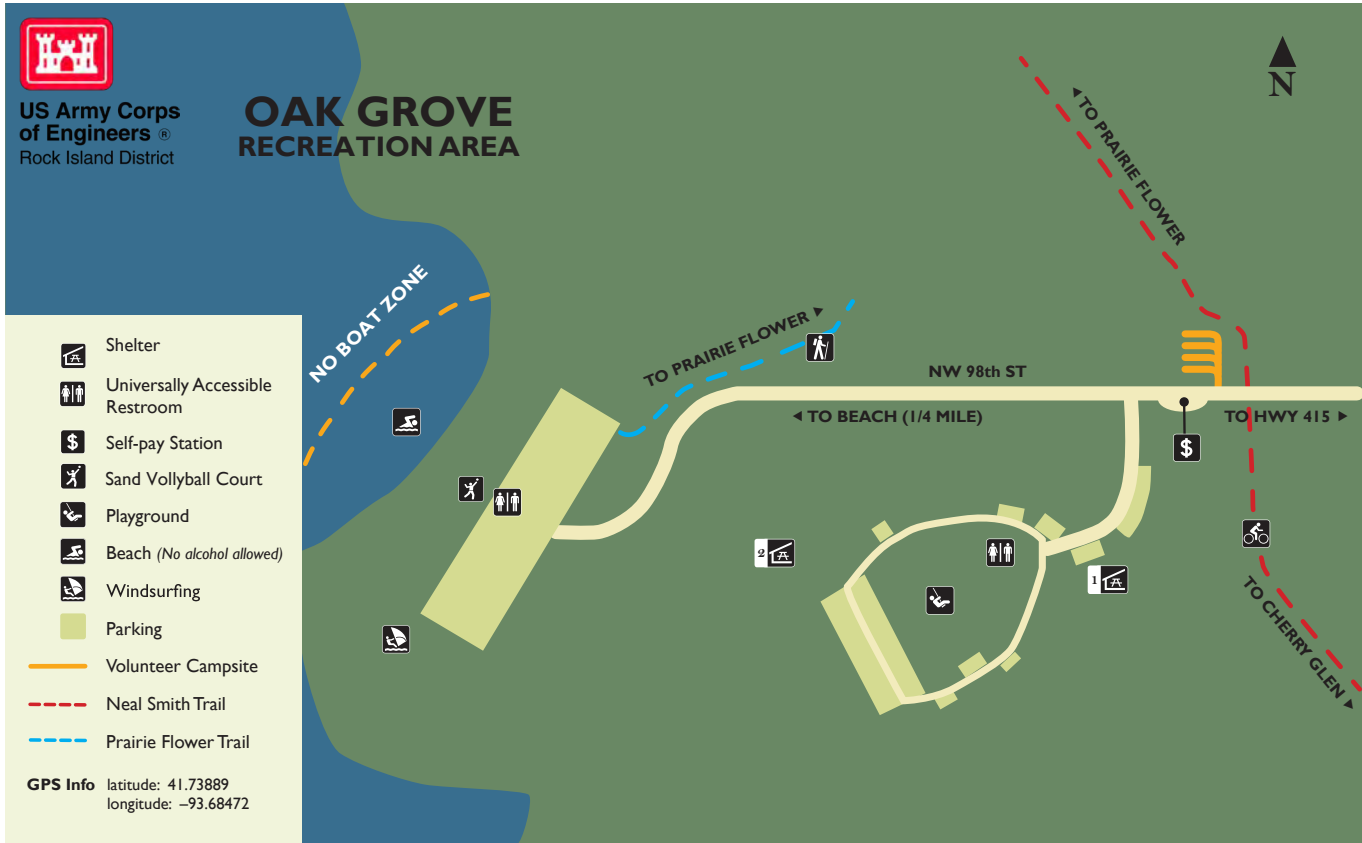 US Army Corps
of Engineers ®
Rock Island District
OAK GROVE
RECREATION AREA
N
◄ TO PRAIRIE FLOWER
NO BOAT ZONE
TO PRAIRIE FLOWER ►
NW 98th ST
◄ TO BEACH (1/4 MILE)
TO HWY 415 ►
$
2
1
TO CHERRY GLEN ►
Shelter
Universally Accessible
Restroom
$ Self-pay Station
Sand Vollyball Court
Playground
Beach (No alcohol allowed)
Windsurfing
Parking
Volunteer Campsite
Neal Smith Trail
Prairie Flower Trail
GPS Info latitude: 41.73889
longitude: –93.68472